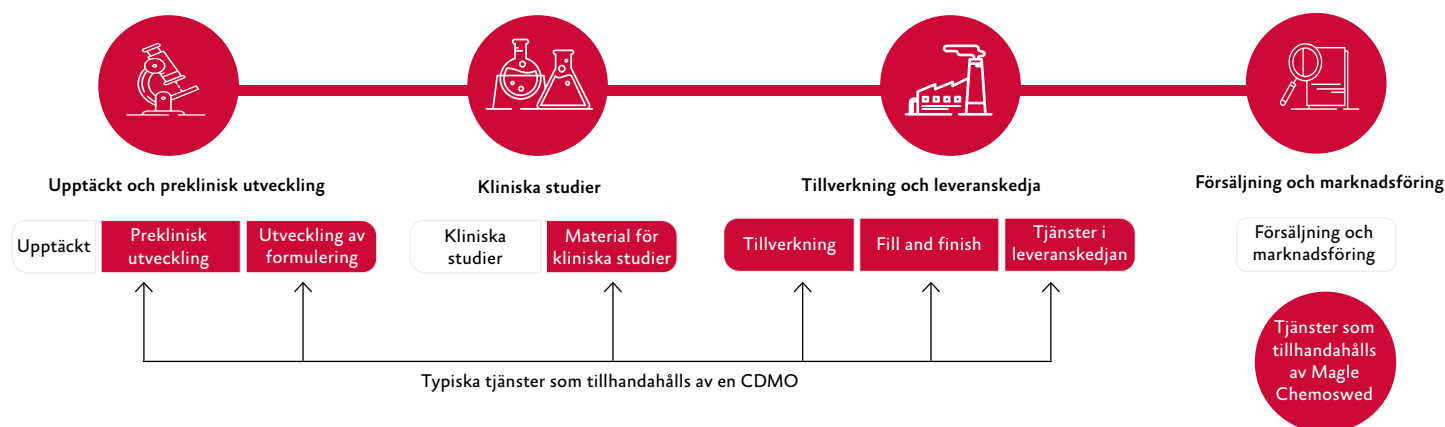 Upptäckt och preklinisk utveckling
Kliniska studier
Tillverkning och leveranskedja
Försäljning och marknadsföring
Upptäckt
Preklinisk
utveckling
Utveckling av
formulering
Kliniska
studier
Material för
kliniska studier
Tillverkning
Fill and finish
Tjänster i
leveranskedjan
Försäljning och
marknadsföring
Typiska tjänster som tillhandahålls av en CDMO
Tjänster som
tillhandahålls
av Magle
Chemoswed